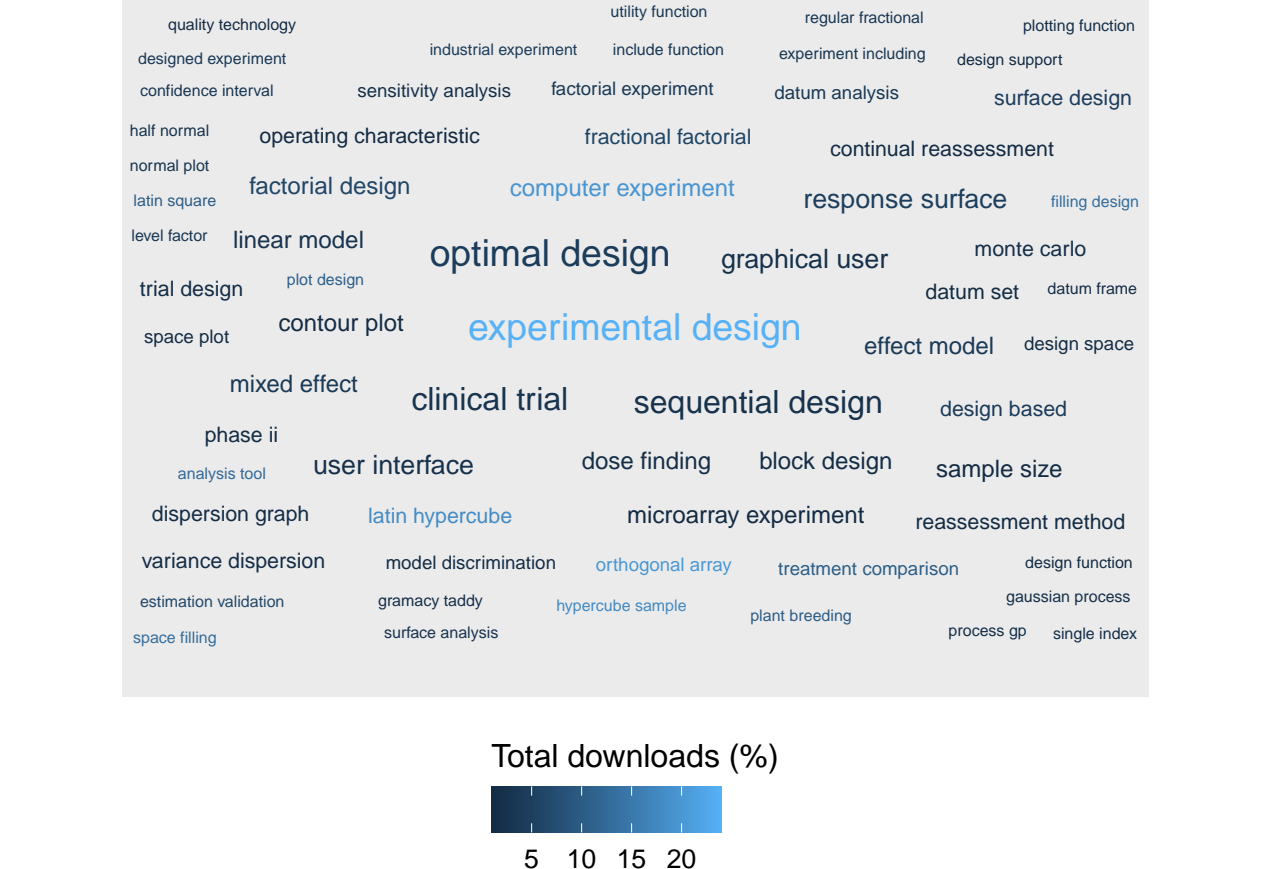 utility function
regular fractional
quality technology
plotting function
industrial experiment
include function
experiment including
designed experiment
design support
confidence interval
sensitivity analysis
factorial experiment
datum analysis
surface design
half normal
operating characteristic
fractional factorial
continual reassessment
normal plot
factorial design
computer experiment
response surface
latin square
filling design
level factor
linear model
optimal design
graphical user
monte carlo
trial design
plot design
datum set
datum frame
space plot
contour plot
experimental design
effect model
design space
mixed effect
clinical trial
sequential design
design based
phase ii
analysis tool
user interface
dose finding
block design
sample size
dispersion graph
latin hypercube
microarray experiment
reassessment method
variance dispersion
model discrimination
orthogonal array
treatment comparison
design function
estimation validation
gramacy taddy
hypercube sample
plant breeding
gaussian process
space filling
surface analysis
process gp
single index
Total downloads (%)
5 10 15 20